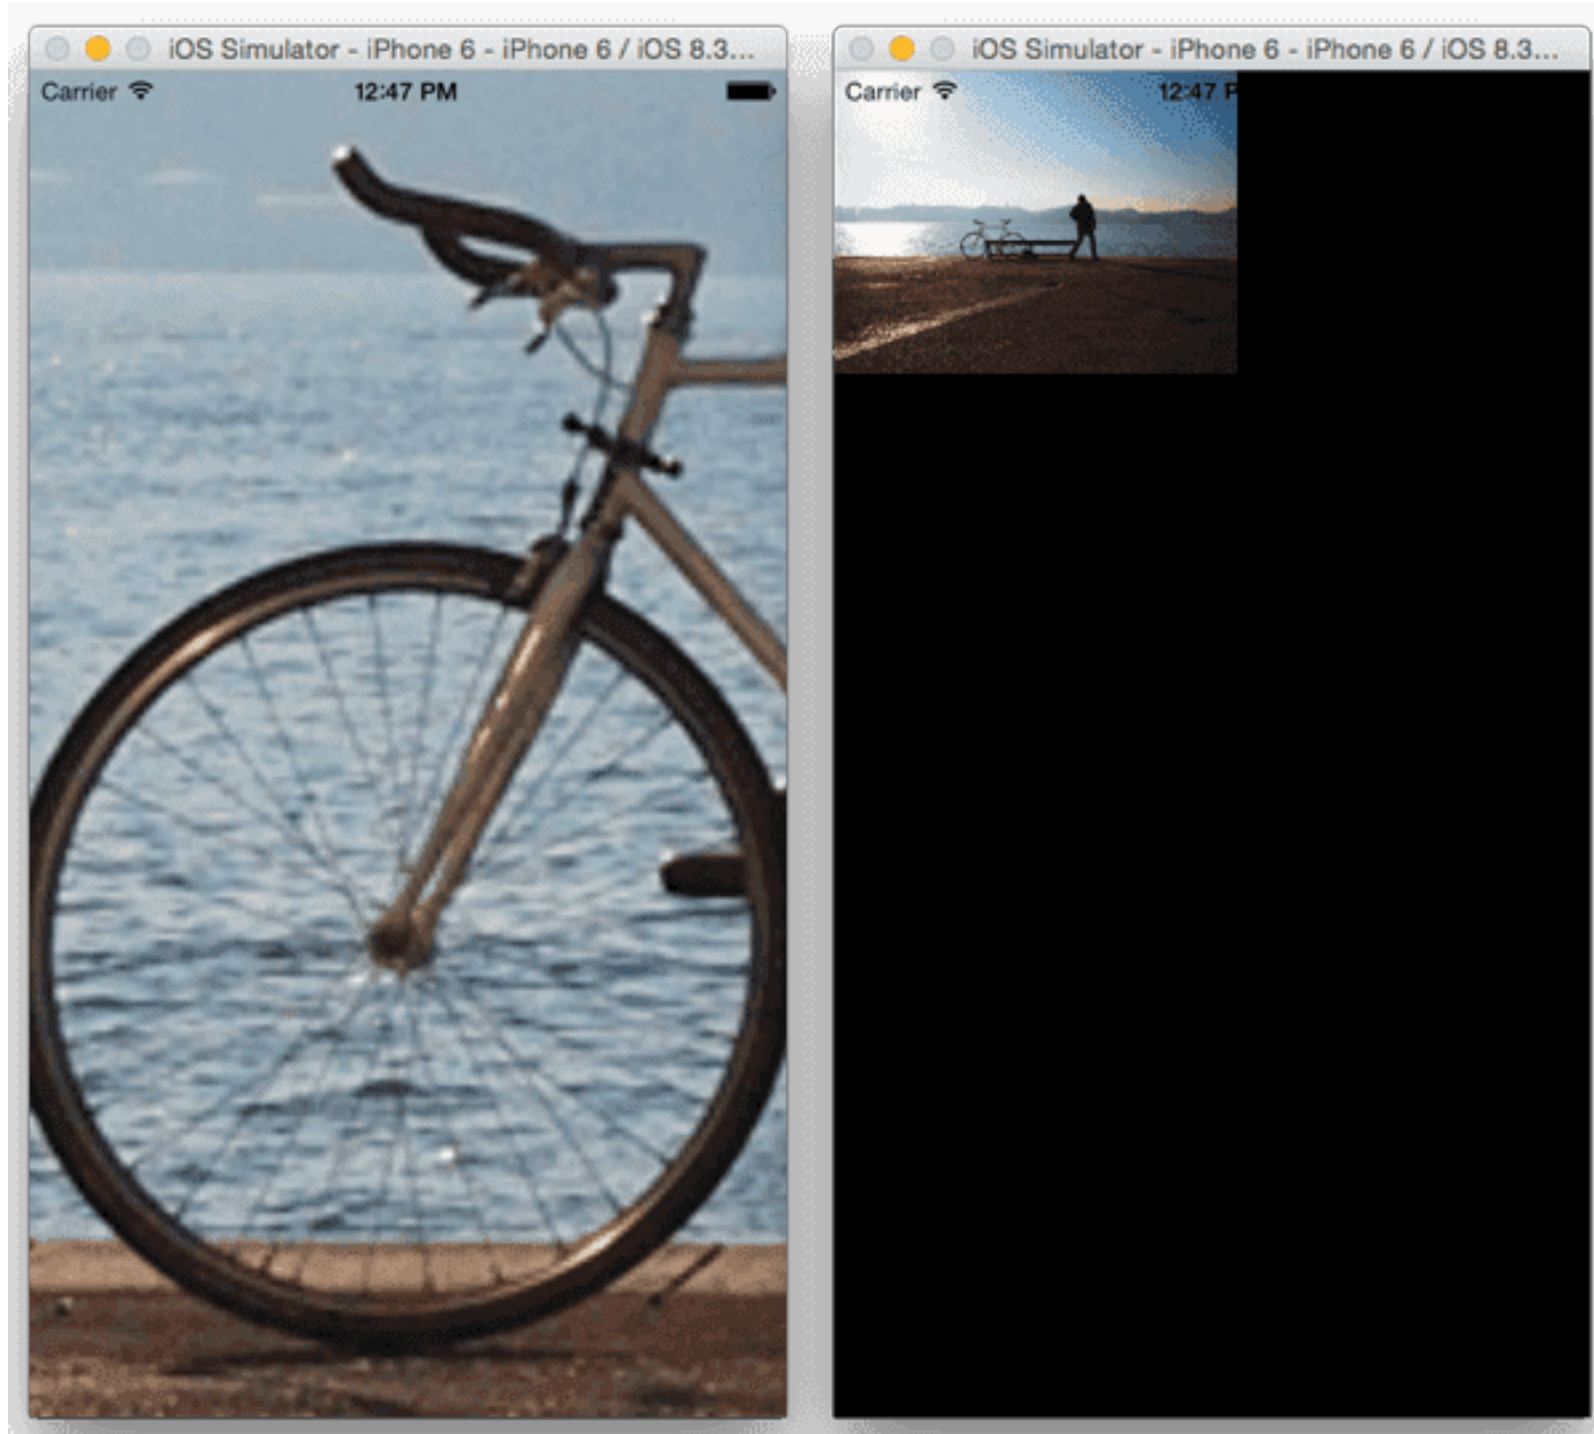 iOS Simulator - iPhone 6 - iPhone 6 / iOS 8.3...
Carrier 12:47 PM
iOS Simulator - iPhone 6 - iPhone 6 / iOS 8.3...
Carrier 12:47 P